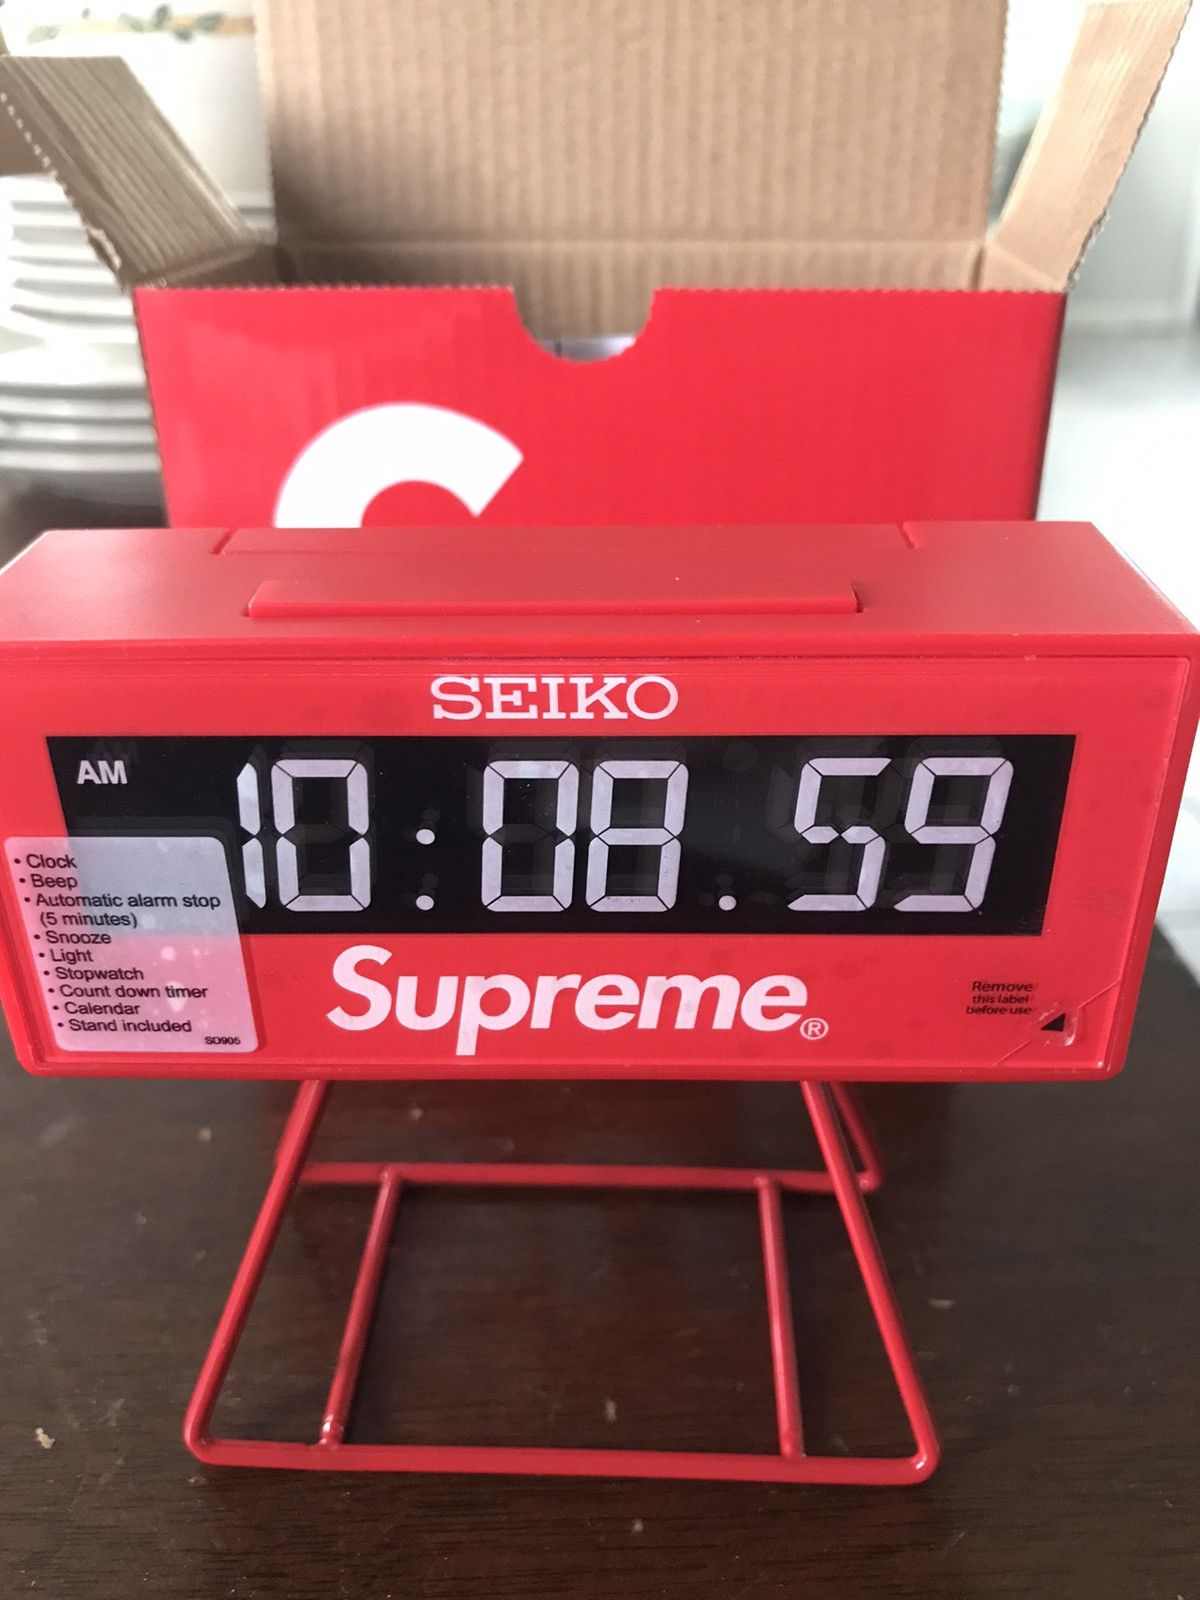 SEIKO
AM 10:08.59
• Clock
• Beep
• Automatic alarm stop
(5 minutes)
• Snooze
• Light
• Stopwatch
• Count down timer
• Calendar
• Stand included
SD905
Supreme®
Remove
this label
before use